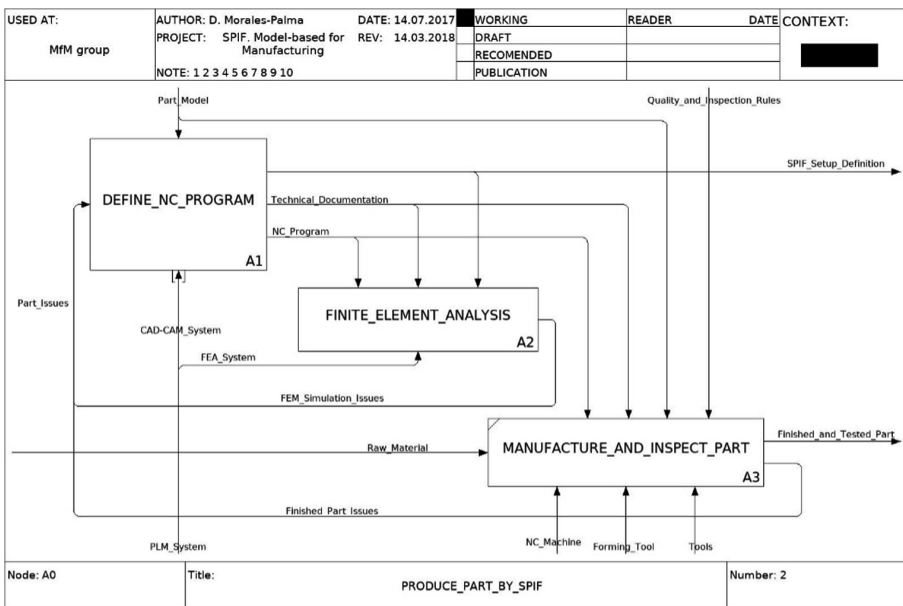 USED AT:
MfM group
AUTHOR: D. Morales-Palma
DATE: 14.07.2017
PROJECT: SPIF. Model-based for
Manufacturing
REV: 14.03.2018
NOTE: 1 2 3 4 5 6 7 8 9 10
WORKING
DRAFT
RECOMENDED
PUBLICATION
READER
DATE
CONTEXT:
Part_Model
Quality_and_Inspection_Rules
SPIF_Setup_Definition
DEFINE_NC_PROGRAM
A1
Technical_Documentation
NC_Program
Part_Issues
FINITE_ELEMENT_ANALYSIS
A2
CAD-CAM_System
FEA_System
FEM_Simulation_Issues
Raw_Material
MANUFACTURE_AND_INSPECT_PART
A3
Finished_and_Tested_Part
Finished_Part_Issues
PLM_System
NC_Machine
Forming_Tool
Tools
Node: A0
Title:
PRODUCE_PART_BY_SPIF
Number: 2